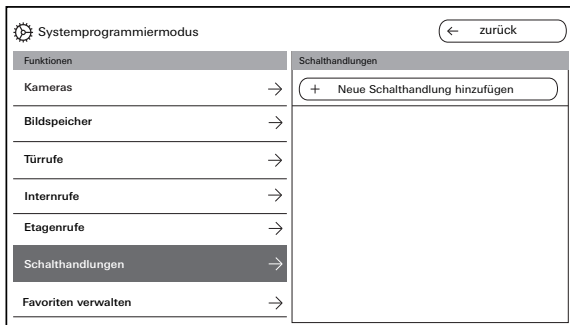 Systemprogrammiermodus
← zurück
Funktionen
Kameras →
Bildspeicher →
Türrufe →
Internrufe →
Etagenrufe →
Schalthandlungen →
Favoriten verwalten →
Schalthandlungen
+ Neue Schalthandlung hinzufügen